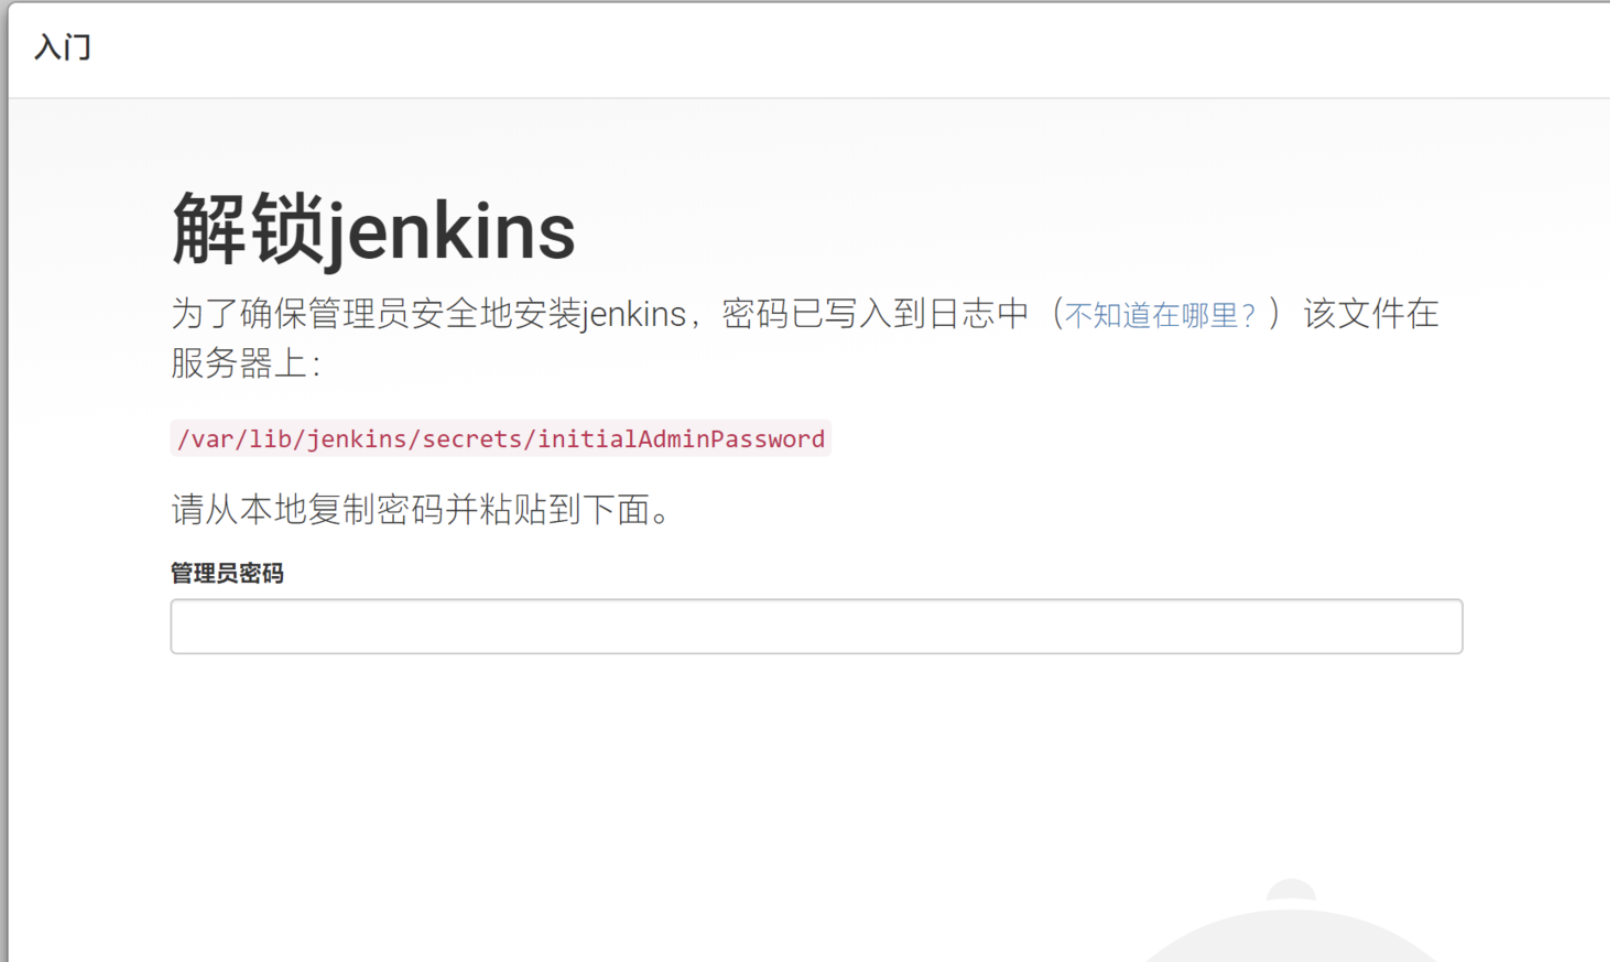 入门
解锁jenkins
为了确保管理员安全地安装jenkins，密码已写入到日志中（不知道在哪里？）该文件在
服务器上：
/var/lib/jenkins/secrets/initialAdminPassword
请从本地复制密码并粘贴到下面。
管理员密码